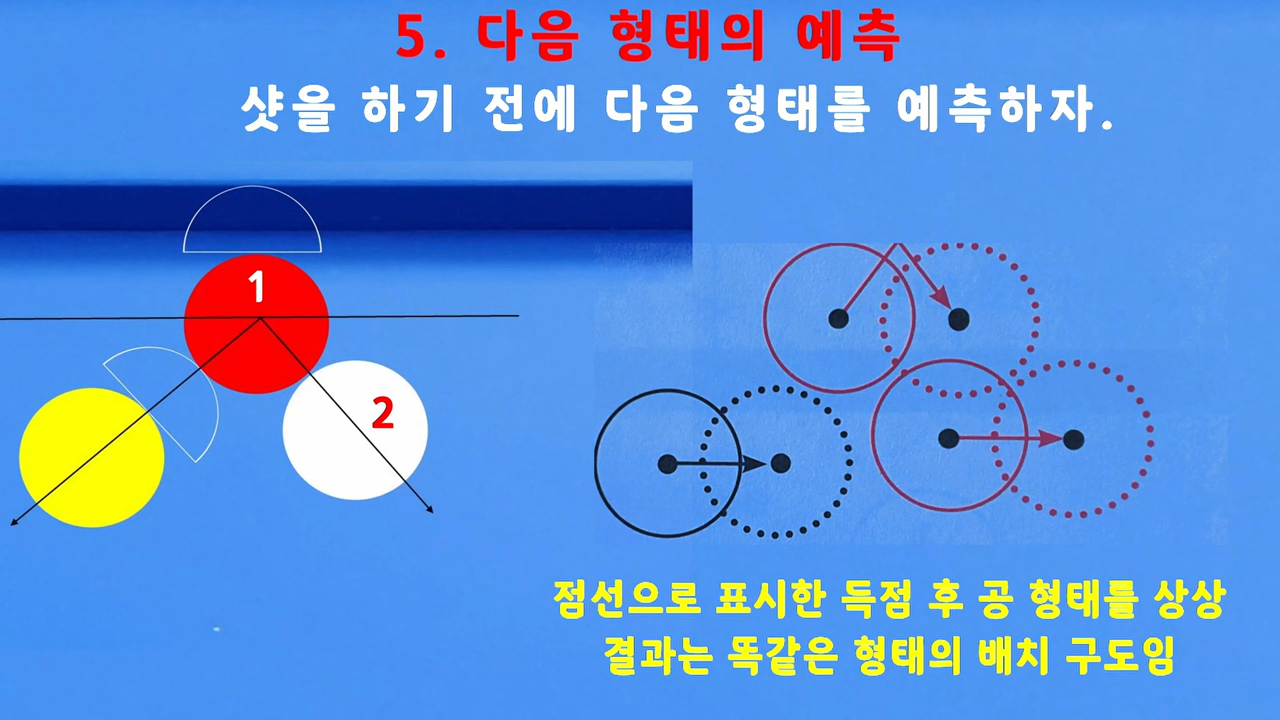 5. 다음 형태의 예측
샷을 하기 전에 다음 형태를 예측하자.
1
2
점선으로 표시한 득점 후 공 형태를 상상
결과는 똑같은 형태의 배치 구도임